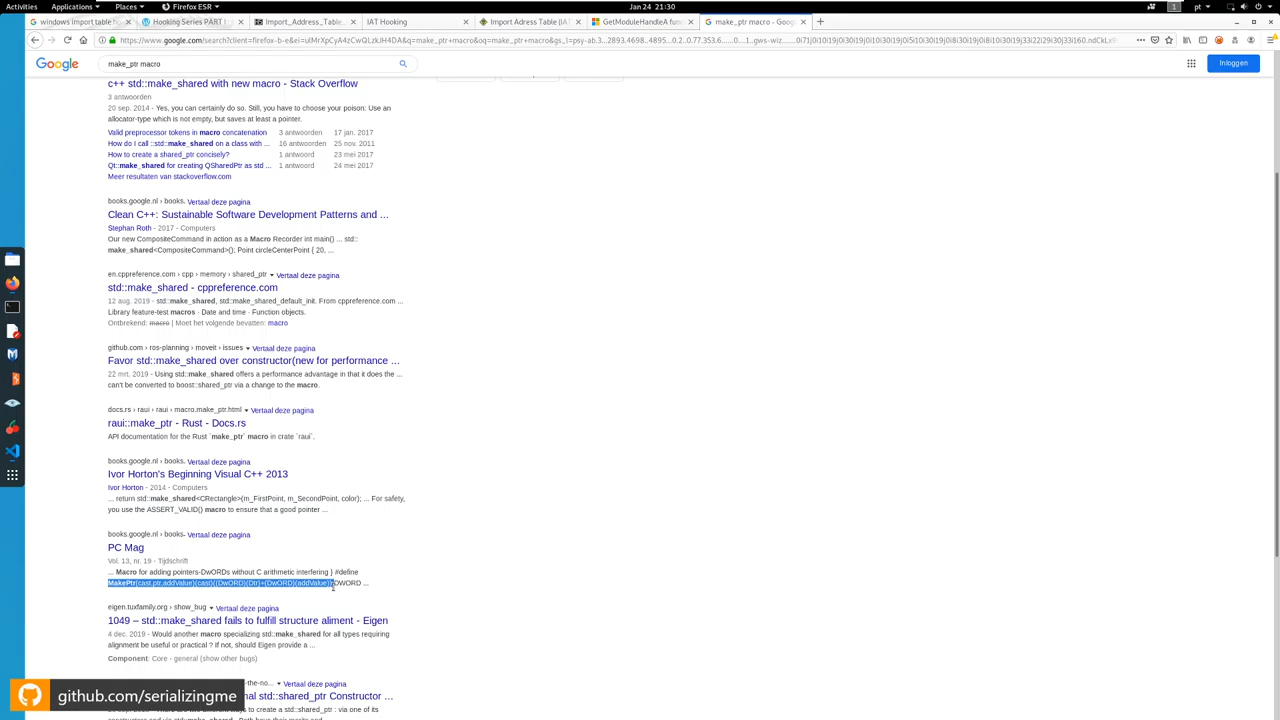 Activities Applications Places Firefox ESR Jan 24 21:30 1 pt
windows import table ho Hooking Series PART I Import_Address_Table_ IAT Hooking Import Adress Table (IAT GetModuleHandleA func make_ptr macro - Goog
Google make_ptr macro Inloggen
c++ std::make_shared with new macro - Stack Overflow
3 antwoorden
20 sep. 2014 - Yes, you can certainly do so. Still, you have to choose your poison: Use an
allocator-type which is not empty, but saves at least a pointer.
Valid preprocessor tokens in macro concatenation 3 antwoorden 17 jan. 2017
How do I call ::std::make_shared on a class with ... 16 antwoorden 25 nov. 2011
How to create a shared_ptr concisely? 1 antwoord 23 mei 2017
Qt::make_shared for creating QSharedPtr as std ... 1 antwoord 24 mei 2017
Meer resultaten van stackoverflow.com
books.google.nl › books Vertaal deze pagina
Clean C++: Sustainable Software Development Patterns and ...
Stephan Roth - 2017 - Computers
Our new CompositeCommand in action as a Macro Recorder int main() ... std::
make_shared<CompositeCommand>(); Point circleCenterPoint { 20, ...
en.cppreference.com › cpp › memory › shared_ptr Vertaal deze pagina
std::make_shared - cppreference.com
12 aug. 2019 - std::make_shared, std::make_shared_default_init. From cppreference.com ...
Library feature-test macros · Date and time · Function objects.
Ontbrekend: macro | Moet het volgende bevatten: macro
github.com › ros-planning › moveit › issues Vertaal deze pagina
Favor std::make_shared over constructor(new for performance ...
22 mrt. 2019 - Using std::make_shared offers a performance advantage in that it does the ...
can't be converted to boost::shared_ptr via a change to the macro.
docs.rs › raui › raui › macro.make_ptr.html Vertaal deze pagina
raui::make_ptr - Rust - Docs.rs
API documentation for the Rust `make_ptr` macro in crate `raui`.
books.google.nl › books Vertaal deze pagina
Ivor Horton's Beginning Visual C++ 2013
Ivor Horton - 2014 - Computers
... return std::make_shared<CRectangle>(m_FirstPoint, m_SecondPoint, color); ... For safety,
you use the ASSERT_VALID() macro to ensure that a good pointer ...
books.google.nl › books Vertaal deze pagina
PC Mag
Vol. 13, nr. 19 - Tijdschrift
... Macro for adding pointers-DwORDs without C arithmetic interfering } #define
MakePtr(cast,ptr,addValue)(cast)((DwORD)(Dtr)+(DwORD)(addValue)) DWORD ...
eigen.tuxfamily.org › show_bug Vertaal deze pagina
1049 – std::make_shared fails to fulfill structure aliment - Eigen
4 dec. 2019 - Would another macro specializing std::make_shared for all types requiring
alignment be useful or practical ? If not, should Eigen provide a ...
Component: Core - general (show other bugs)
-the-no... Vertaal deze pagina
nal std::shared_ptr Constructor ...
github.com/serializingme